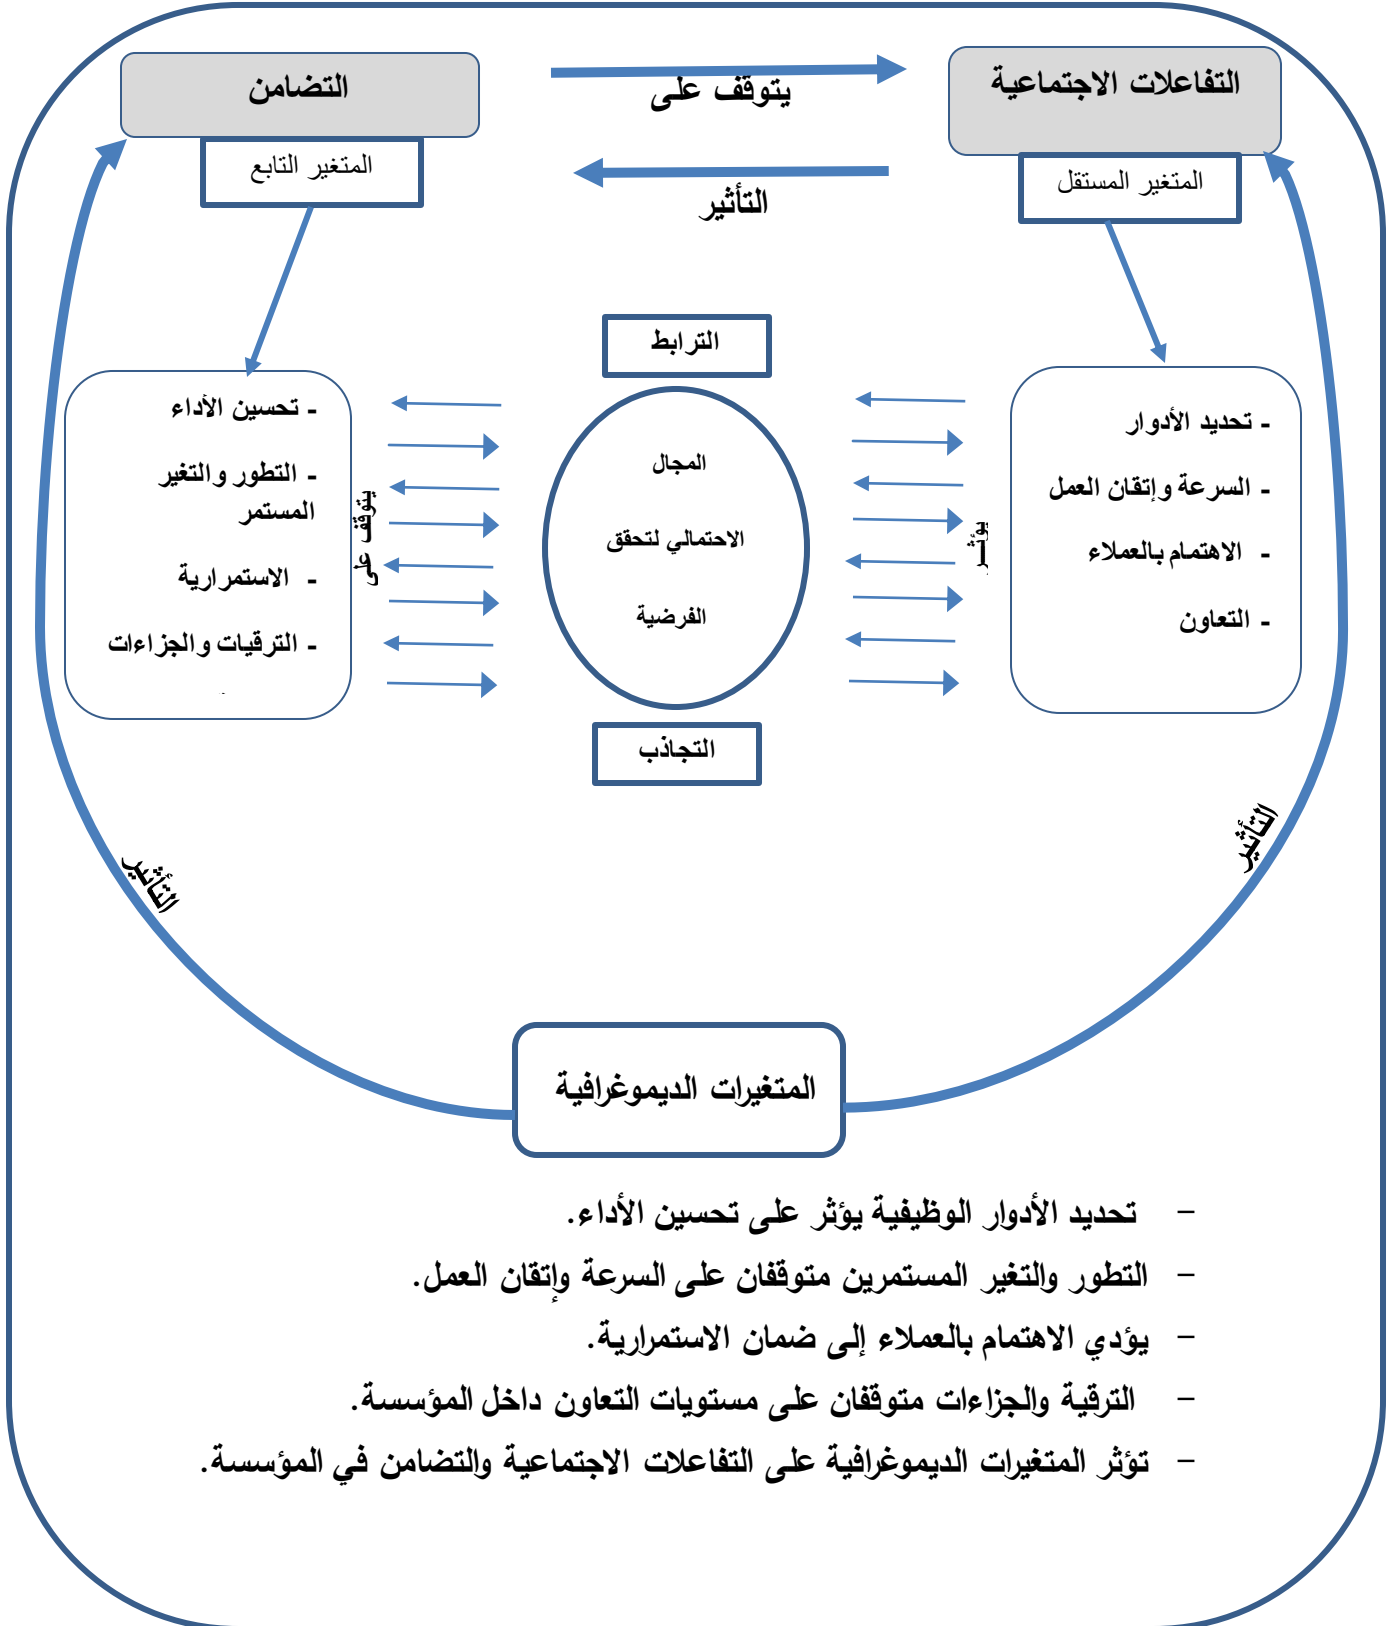 التفاعلات الاجتماعية
يتوقف على
التضامن
المتغير المستقل
التأثير
المتغير التابع
الترابط
- تحديد الأدوار
- السرعة وإتقان العمل
- الاهتمام بالعملاء
- التعاون
يؤثر
المجال
الاحتمالي لتحقق
الفرضية
يتوقف على
- تحسين الأداء
- التطور والتغير
المستمر
- الاستمرارية
- الترقيات والجزاءات
التجاذب
التأثير
التأثير
المتغيرات الديموغرافية
– تحديد الأدوار الوظيفية يؤثر على تحسين الأداء.
– التطور والتغير المستمرين متوقفان على السرعة وإتقان العمل.
– يؤدي الاهتمام بالعملاء إلى ضمان الاستمرارية.
– الترقية والجزاءات متوقفان على مستويات التعاون داخل المؤسسة.
– تؤثر المتغيرات الديموغرافية على التفاعلات الاجتماعية والتضامن في المؤسسة.